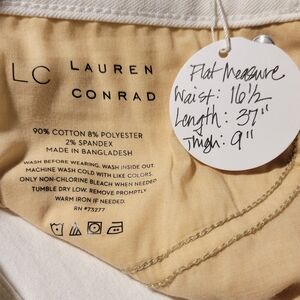 LC LAUREN
CONRAD
90% COTTON 8% POLYESTER
2% SPANDEX
MADE IN BANGLADESH
WASH BEFORE WEARING. WASH INSIDE OUT.
MACHINE WASH COLD WITH LIKE COLORS.
ONLY NON-CHLORINE BLEACH WHEN NEEDED.
TUMBLE DRY LOW. REMOVE PROMPTLY.
WARM IRON IF NEEDED.
RN #73277
Flat Measure
Waist: 16 1/2
Length: 37"
Thigh: 9"